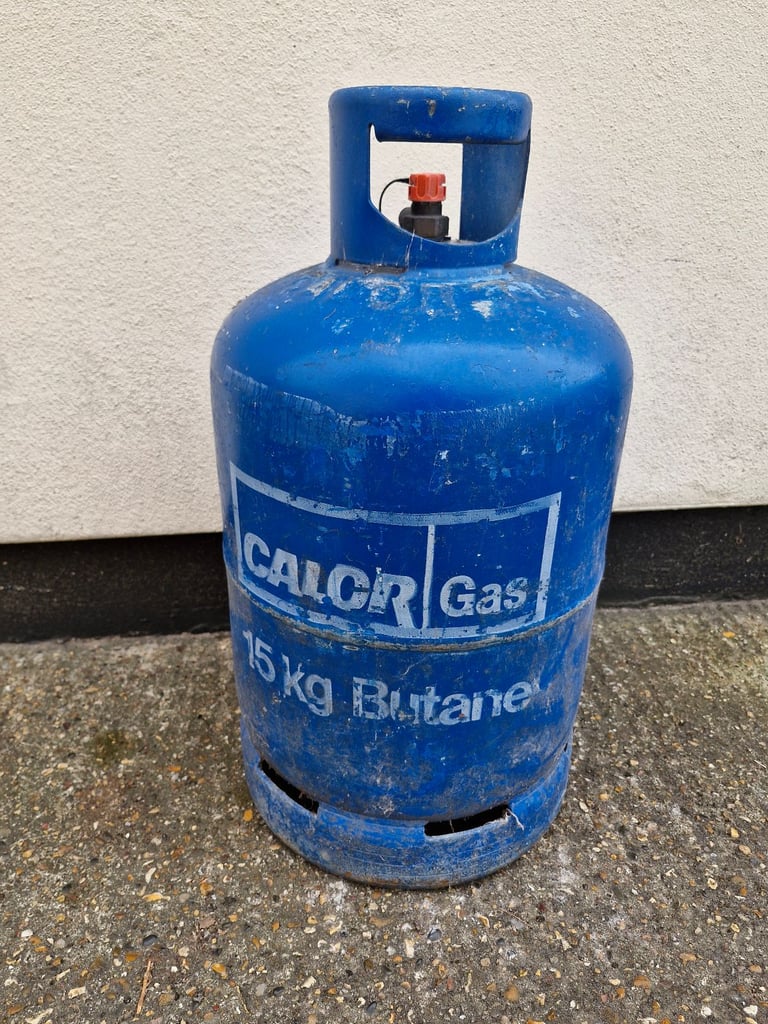 CALOR Gas
15 kg Butane